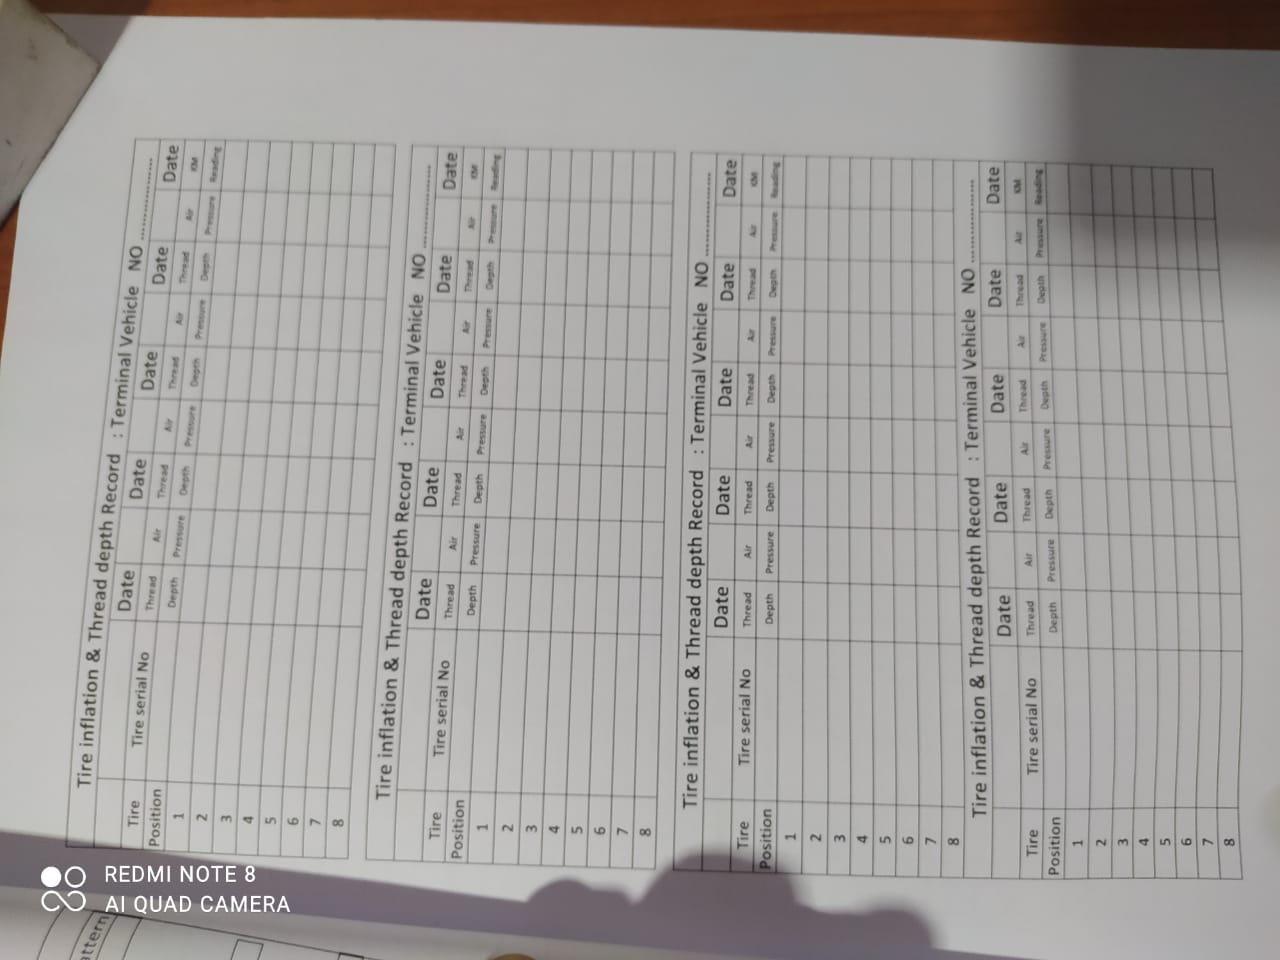 Tire inflation & Thread depth Record : Terminal Vehicle NO ...............
Date Date Date Date Date
Tire Position Tire serial No Thread Depth Air Pressure Thread Depth Air Pressure Thread Depth Air Pressure Thread Depth Air Pressure KM Reading
1
2
3
4
5
6
7
8
Tire inflation & Thread depth Record : Terminal Vehicle NO ...............
Date Date Date Date Date
Tire Position Tire serial No Thread Depth Air Pressure Thread Depth Air Pressure Thread Depth Air Pressure Thread Depth Air Pressure KM Reading
1
2
3
4
5
6
7
8
Tire inflation & Thread depth Record : Terminal Vehicle NO ...............
Date Date Date Date Date
Tire Position Tire serial No Thread Depth Air Pressure Thread Depth Air Pressure Thread Depth Air Pressure Thread Depth Air Pressure KM Reading
1
2
3
4
5
6
7
8
Tire inflation & Thread depth Record : Terminal Vehicle NO ...............
Date Date Date Date Date
Tire Position Tire serial No Thread Depth Air Pressure Thread Depth Air Pressure Thread Depth Air Pressure Thread Depth Air Pressure KM Reading
1
2
3
4
5
6
7
8
REDMI NOTE 8
AI QUAD CAMERA